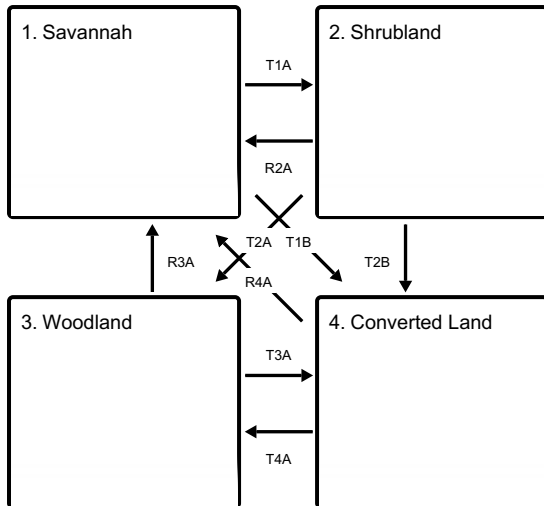 1. Savannah
2. Shrubland
T1A
R2A
T2A
T1B
R3A
R4A
T2B
3. Woodland
4. Converted Land
T3A
T4A